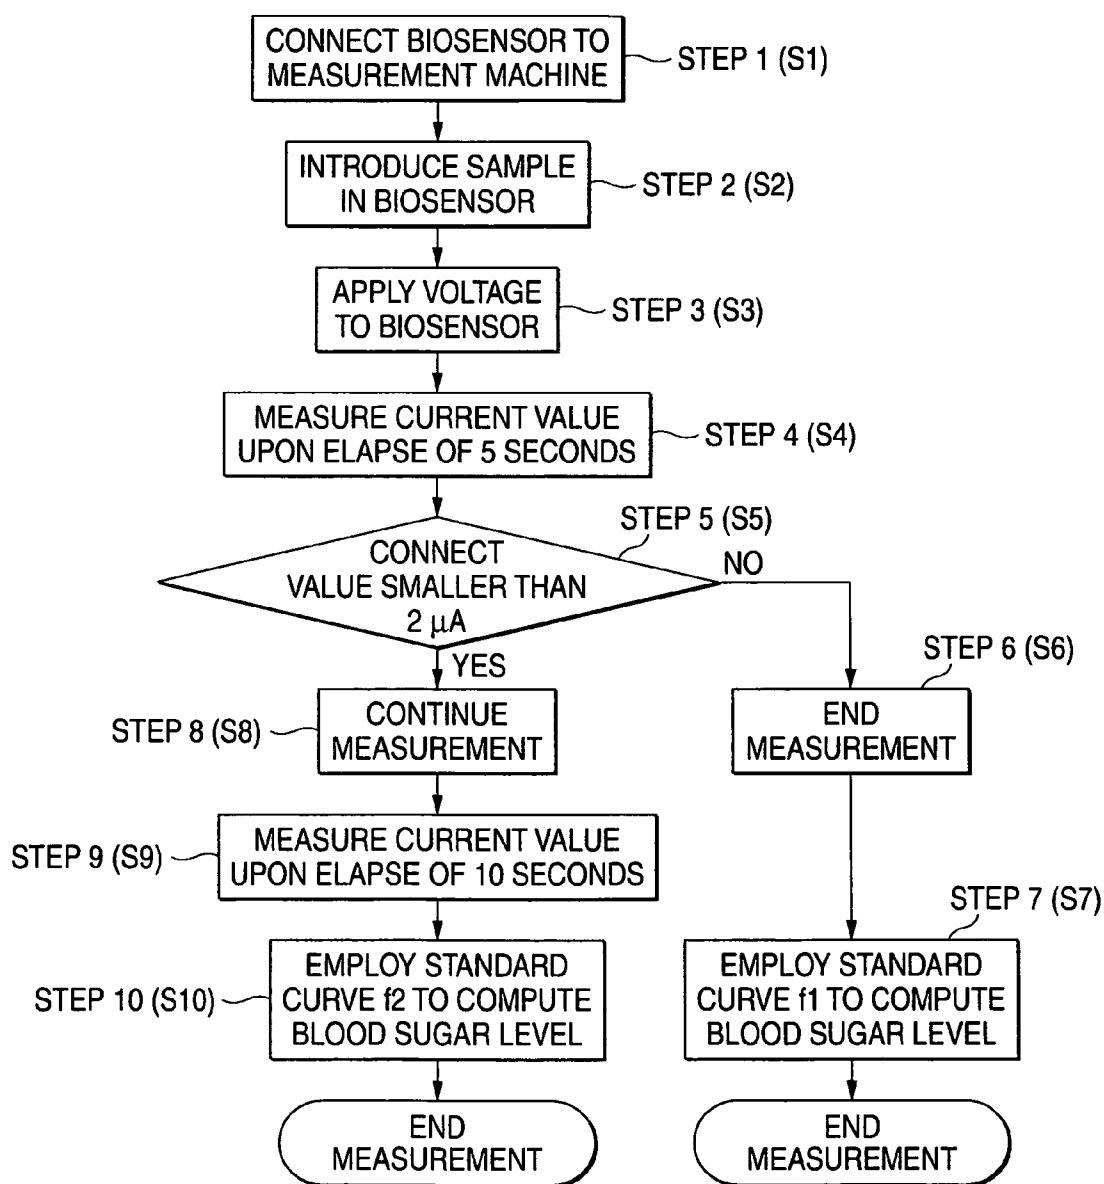 CONNECT BIOSENSOR TO
MEASUREMENT MACHINE
STEP 1 (S1)
INTRODUCE SAMPLE
IN BIOSENSOR
STEP 2 (S2)
APPLY VOLTAGE
TO BIOSENSOR
STEP 3 (S3)
MEASURE CURRENT VALUE
UPON ELAPSE OF 5 SECONDS
STEP 4 (S4)
STEP 5 (S5)
CONNECT
VALUE SMALLER THAN
2 µA
NO
YES
STEP 6 (S6)
STEP 8 (S8)
CONTINUE
MEASUREMENT
END
MEASUREMENT
STEP 9 (S9)
MEASURE CURRENT VALUE
UPON ELAPSE OF 10 SECONDS
STEP 7 (S7)
STEP 10 (S10)
EMPLOY STANDARD
CURVE f2 TO COMPUTE
BLOOD SUGAR LEVEL
EMPLOY STANDARD
CURVE f1 TO COMPUTE
BLOOD SUGAR LEVEL
END
MEASUREMENT
END
MEASUREMENT